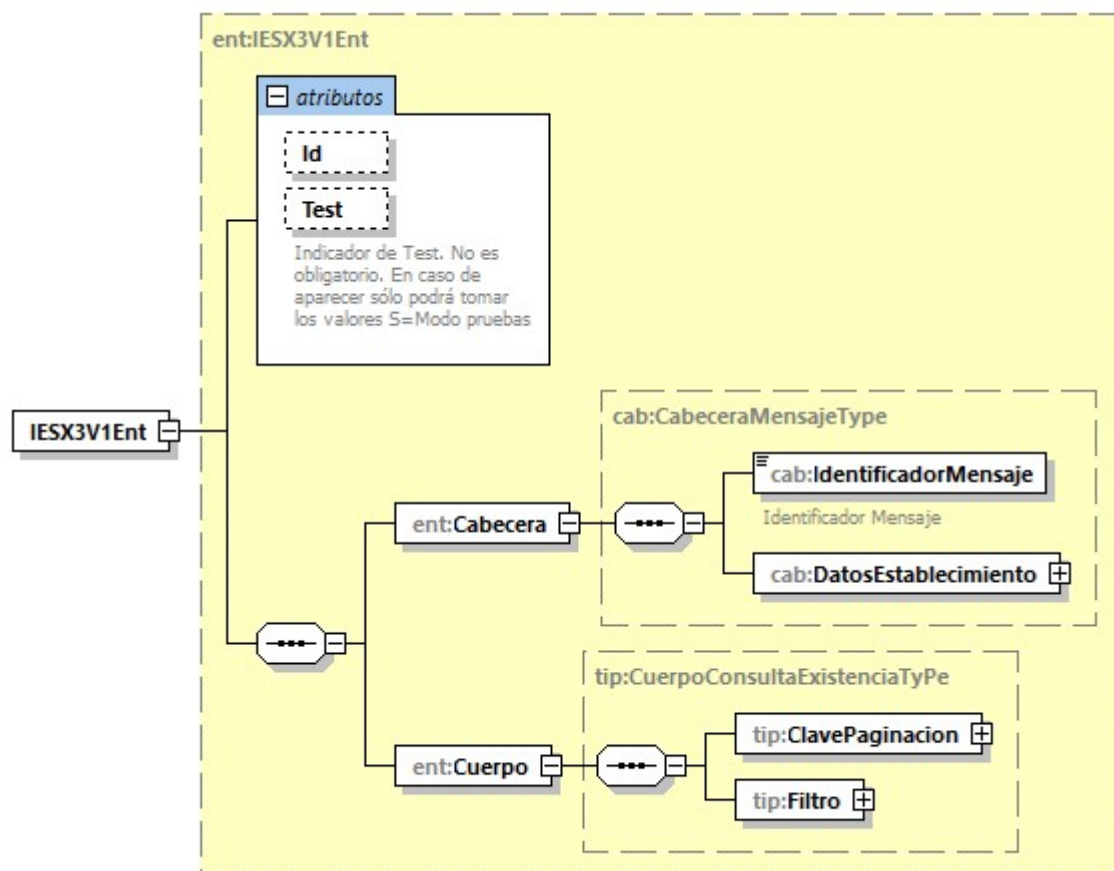 ent:IESX3V1Ent
atributos
Id
Test
Indicador de Test. No es
obligatorio. En caso de
aparecer sólo podrá tomar
los valores S=Modo pruebas
IESX3V1Ent
cab:CabeceraMensajeType
cab:IdentificadorMensaje
Identificador Mensaje
ent:Cabecera
cab:DatosEstablecimiento
tip:CuerpoConsultaExistenciaTyPe
tip:ClavePaginacion
ent:Cuerpo
tip:Filtro